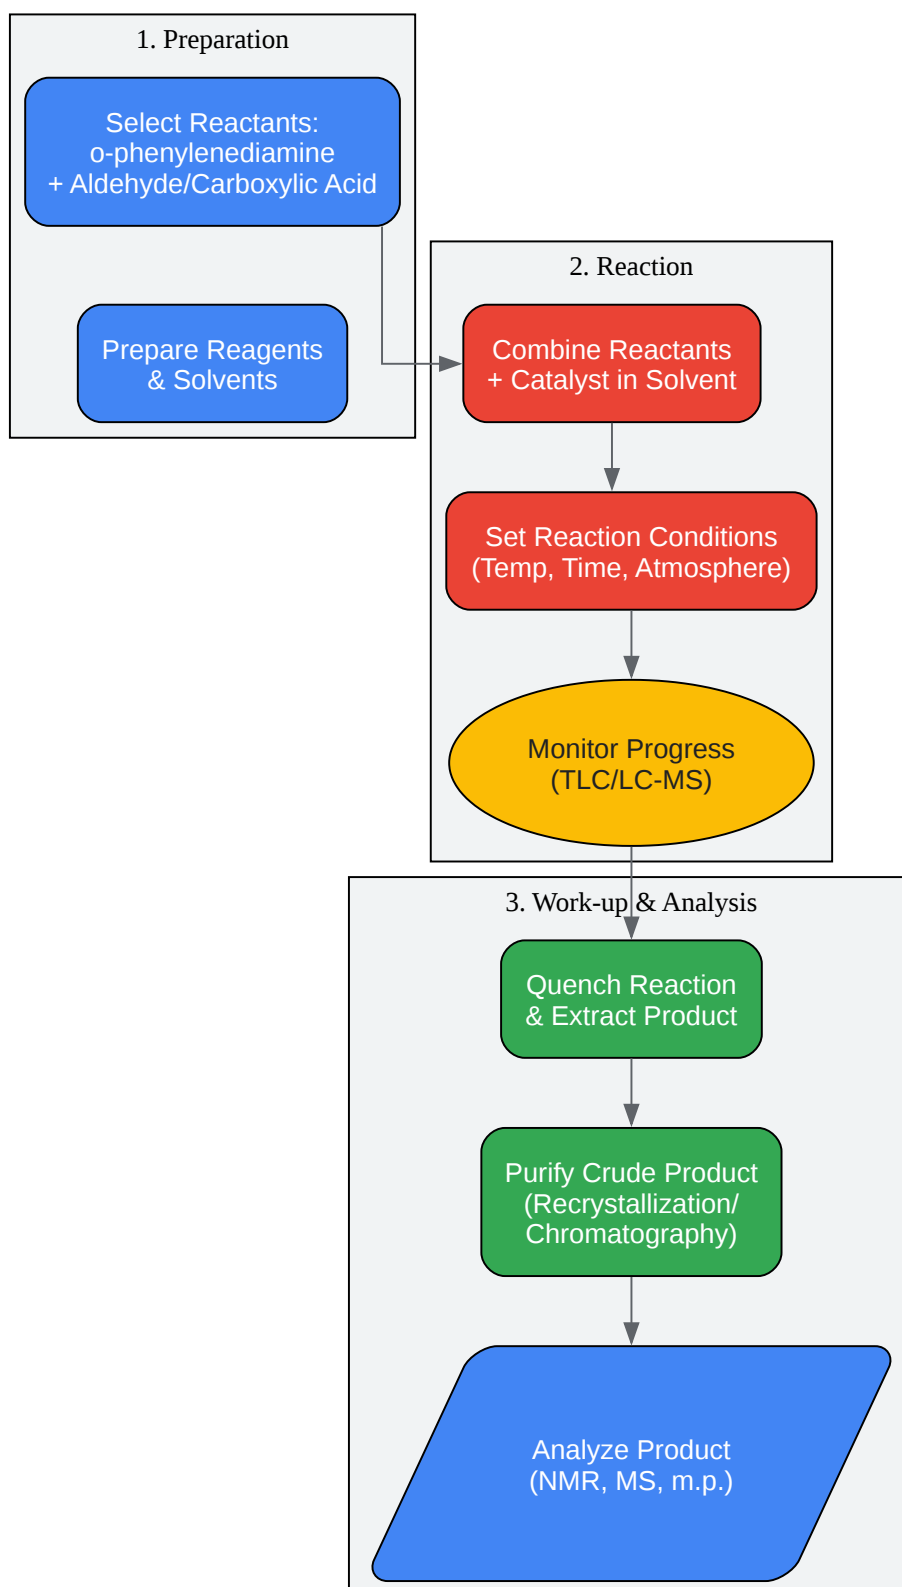 1. Preparation
Select Reactants:
o-phenylenediamine
+ Aldehyde/Carboxylic Acid
Prepare Reagents
& Solvents
2. Reaction
Combine Reactants
+ Catalyst in Solvent
Set Reaction Conditions
(Temp, Time, Atmosphere)
Monitor Progress
(TLC/LC-MS)
3. Work-up & Analysis
Quench Reaction
& Extract Product
Purify Crude Product
(Recrystallization/
Chromatography)
Analyze Product
(NMR, MS, m.p.)